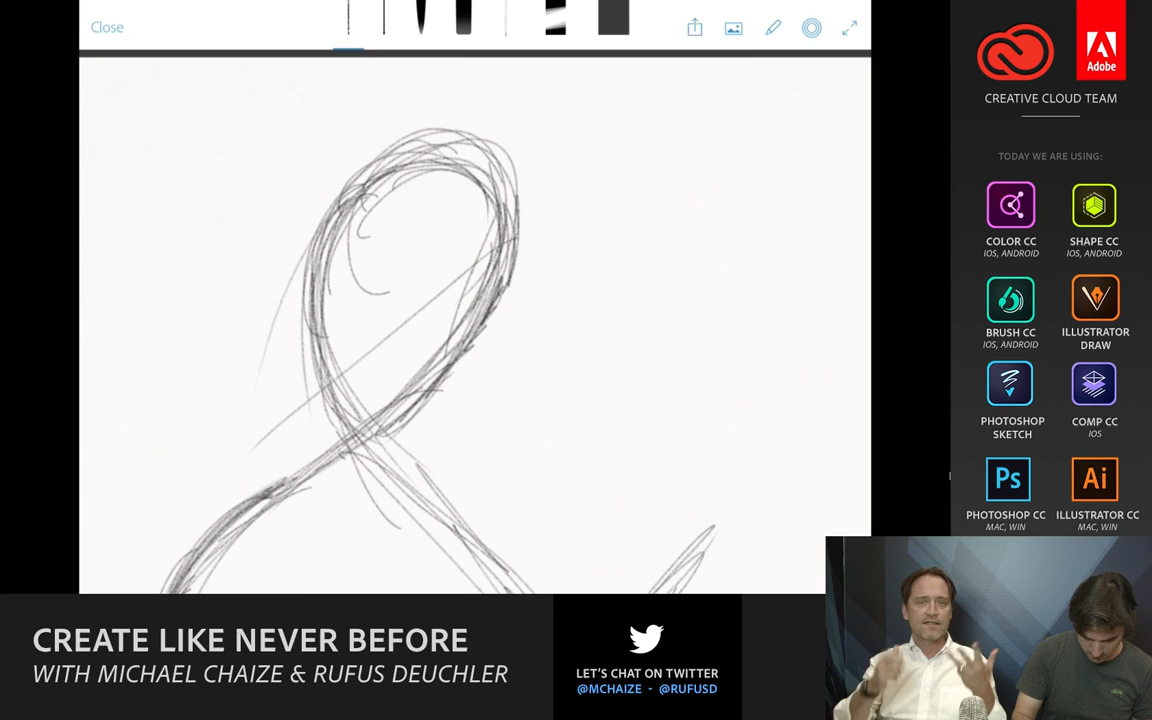 Close
Adobe
CREATIVE CLOUD TEAM
TODAY WE ARE USING:
COLOR CC
IOS, ANDROID
SHAPE CC
IOS, ANDROID
BRUSH CC
IOS, ANDROID
ILLUSTRATOR
DRAW
PHOTOSHOP
SKETCH
COMP CC
IOS
Ps
PHOTOSHOP CC
MAC, WIN
Ai
ILLUSTRATOR CC
MAC, WIN
CREATE LIKE NEVER BEFORE
WITH MICHAEL CHAIZE & RUFUS DEUCHLER
LET'S CHAT ON TWITTER
@MCHAIZE - @RUFUSD